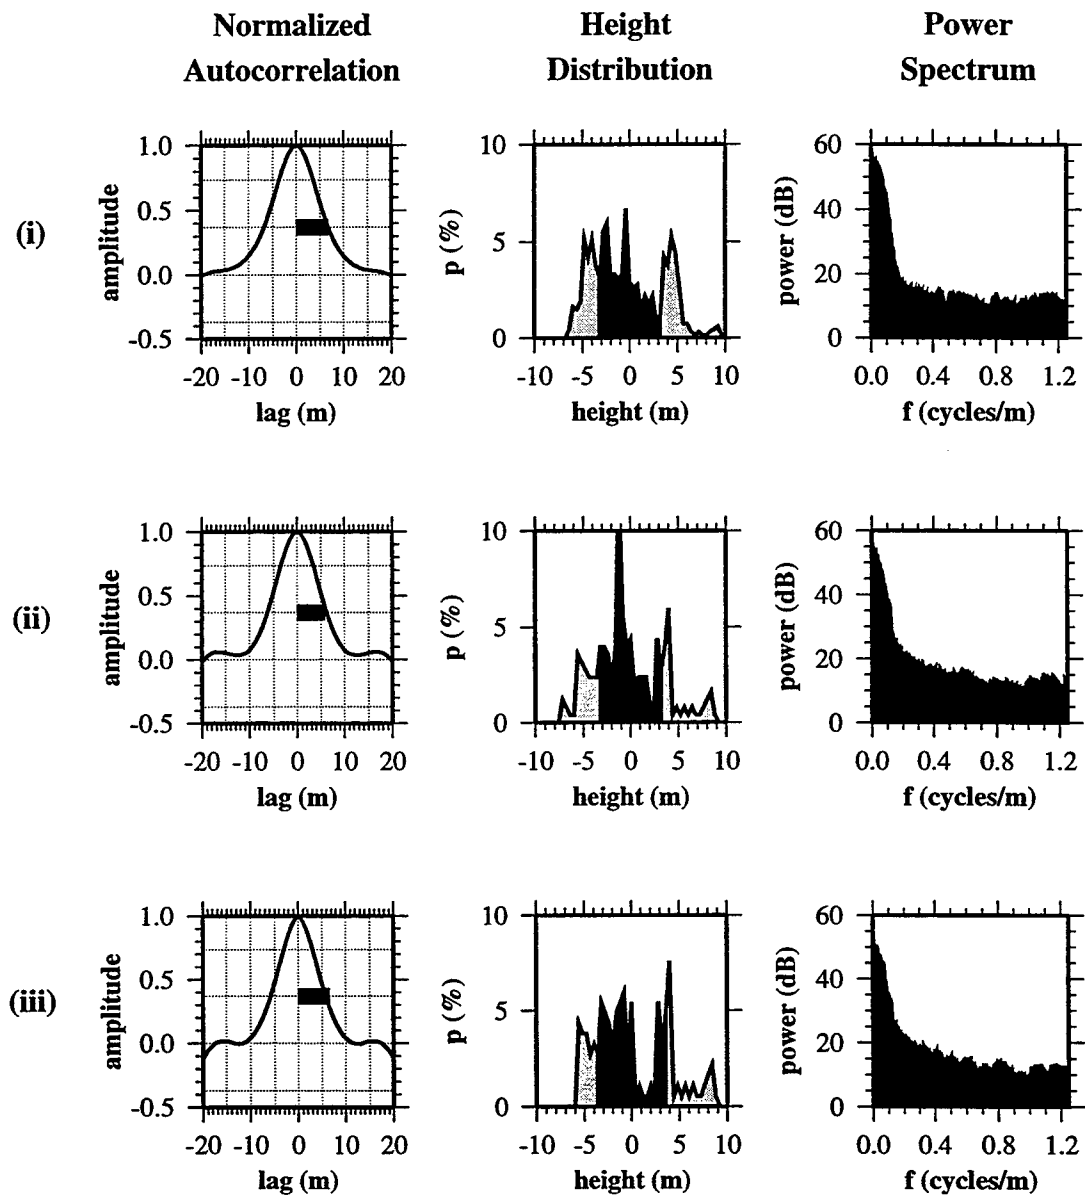 Normalized Autocorrelation
Height Distribution
Power Spectrum
(i)
amplitude
1.0
0.5
0.0
-0.5
-20 -10 0 10 20
lag (m)
p (%)
10
5
0
-10 -5 0 5 10
height (m)
power (dB)
60
40
20
0
0.0 0.4 0.8 1.2
f (cycles/m)
(ii)
amplitude
1.0
0.5
0.0
-0.5
-20 -10 0 10 20
lag (m)
p (%)
10
5
0
-10 -5 0 5 10
height (m)
power (dB)
60
40
20
0
0.0 0.4 0.8 1.2
f (cycles/m)
(iii)
amplitude
1.0
0.5
0.0
-0.5
-20 -10 0 10 20
lag (m)
p (%)
10
5
0
-10 -5 0 5 10
height (m)
power (dB)
60
40
20
0
0.0 0.4 0.8 1.2
f (cycles/m)